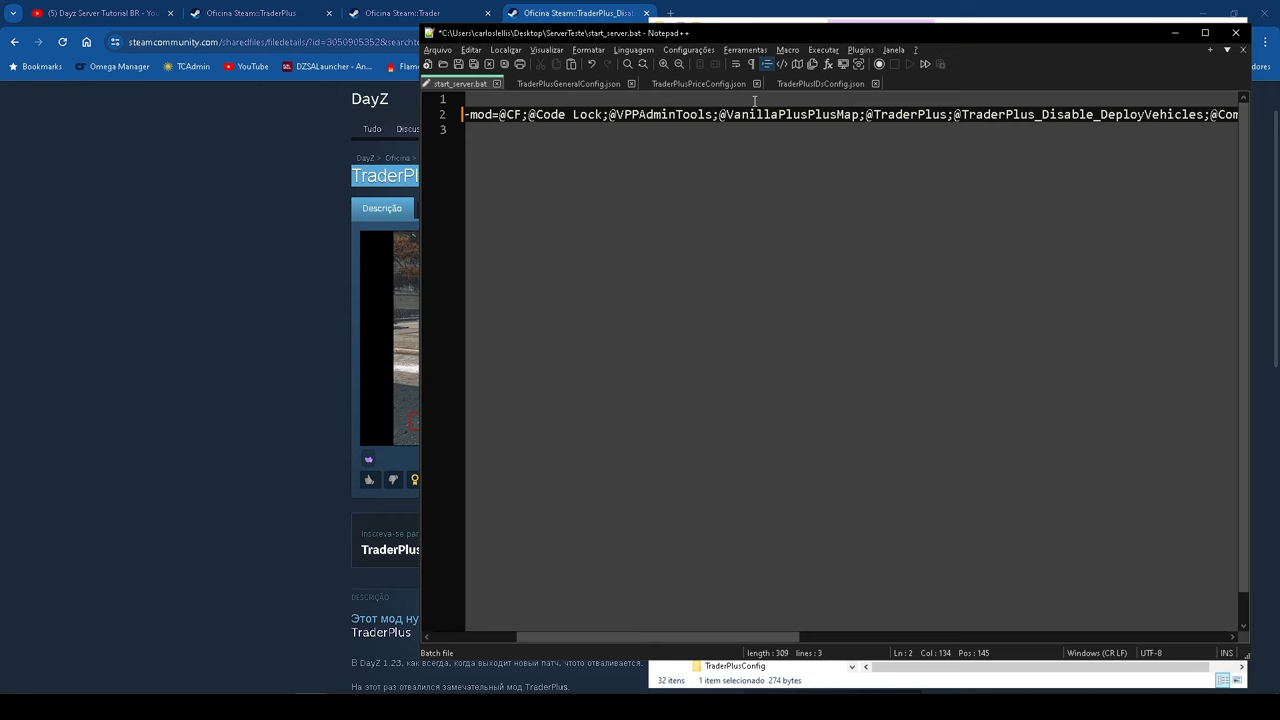 (5) Dayz Server Tutorial BR - Oficina Steam::TraderPlus Oficina Steam::Trader Oficina Steam::TraderPlus_Disa
steamcommunity.com/sharedfiles/filedetails/?id=3050905352&searchte
Bookmarks Omega Manager TCAdmin YouTube DZSALauncher - An... Flame
*C:\Users\carloslellis\Desktop\ServerTeste\start_server.bat - Notepad++
Arquivo Editar Localizar Visualizar Formatar Linguagem Configurações Ferramentas Macro Executar Plugins Janela ?
start_server.bat TraderPlusGeneralConfig.json TraderPlusPriceConfig.json TraderPlusIDsConfig.json
1
2 -mod=@CF;@Code Lock;@VPPAdminTools;@VanillaPlusPlusMap;@TraderPlus;@TraderPlus_Disable_DeployVehicles;@Com
3
DayZ
Tudo Discus
DayZ > Oficina >
TraderPl
Descrição
Inscreva-se par
TraderPlus
DESCRIÇÃO
Этот мод ну
TraderPlus
В DayZ 1.23, как всегда, когда выходит новый патч, чтото отваливается.
На этот раз отвалился замечательный мод TraderPlus.
Batch file length : 309 lines : 3 Ln : 2 Col : 134 Pos : 145 Windows (CR LF) UTF-8 INS
TraderPlusConfig
32 itens 1 item selecionado 274 bytes